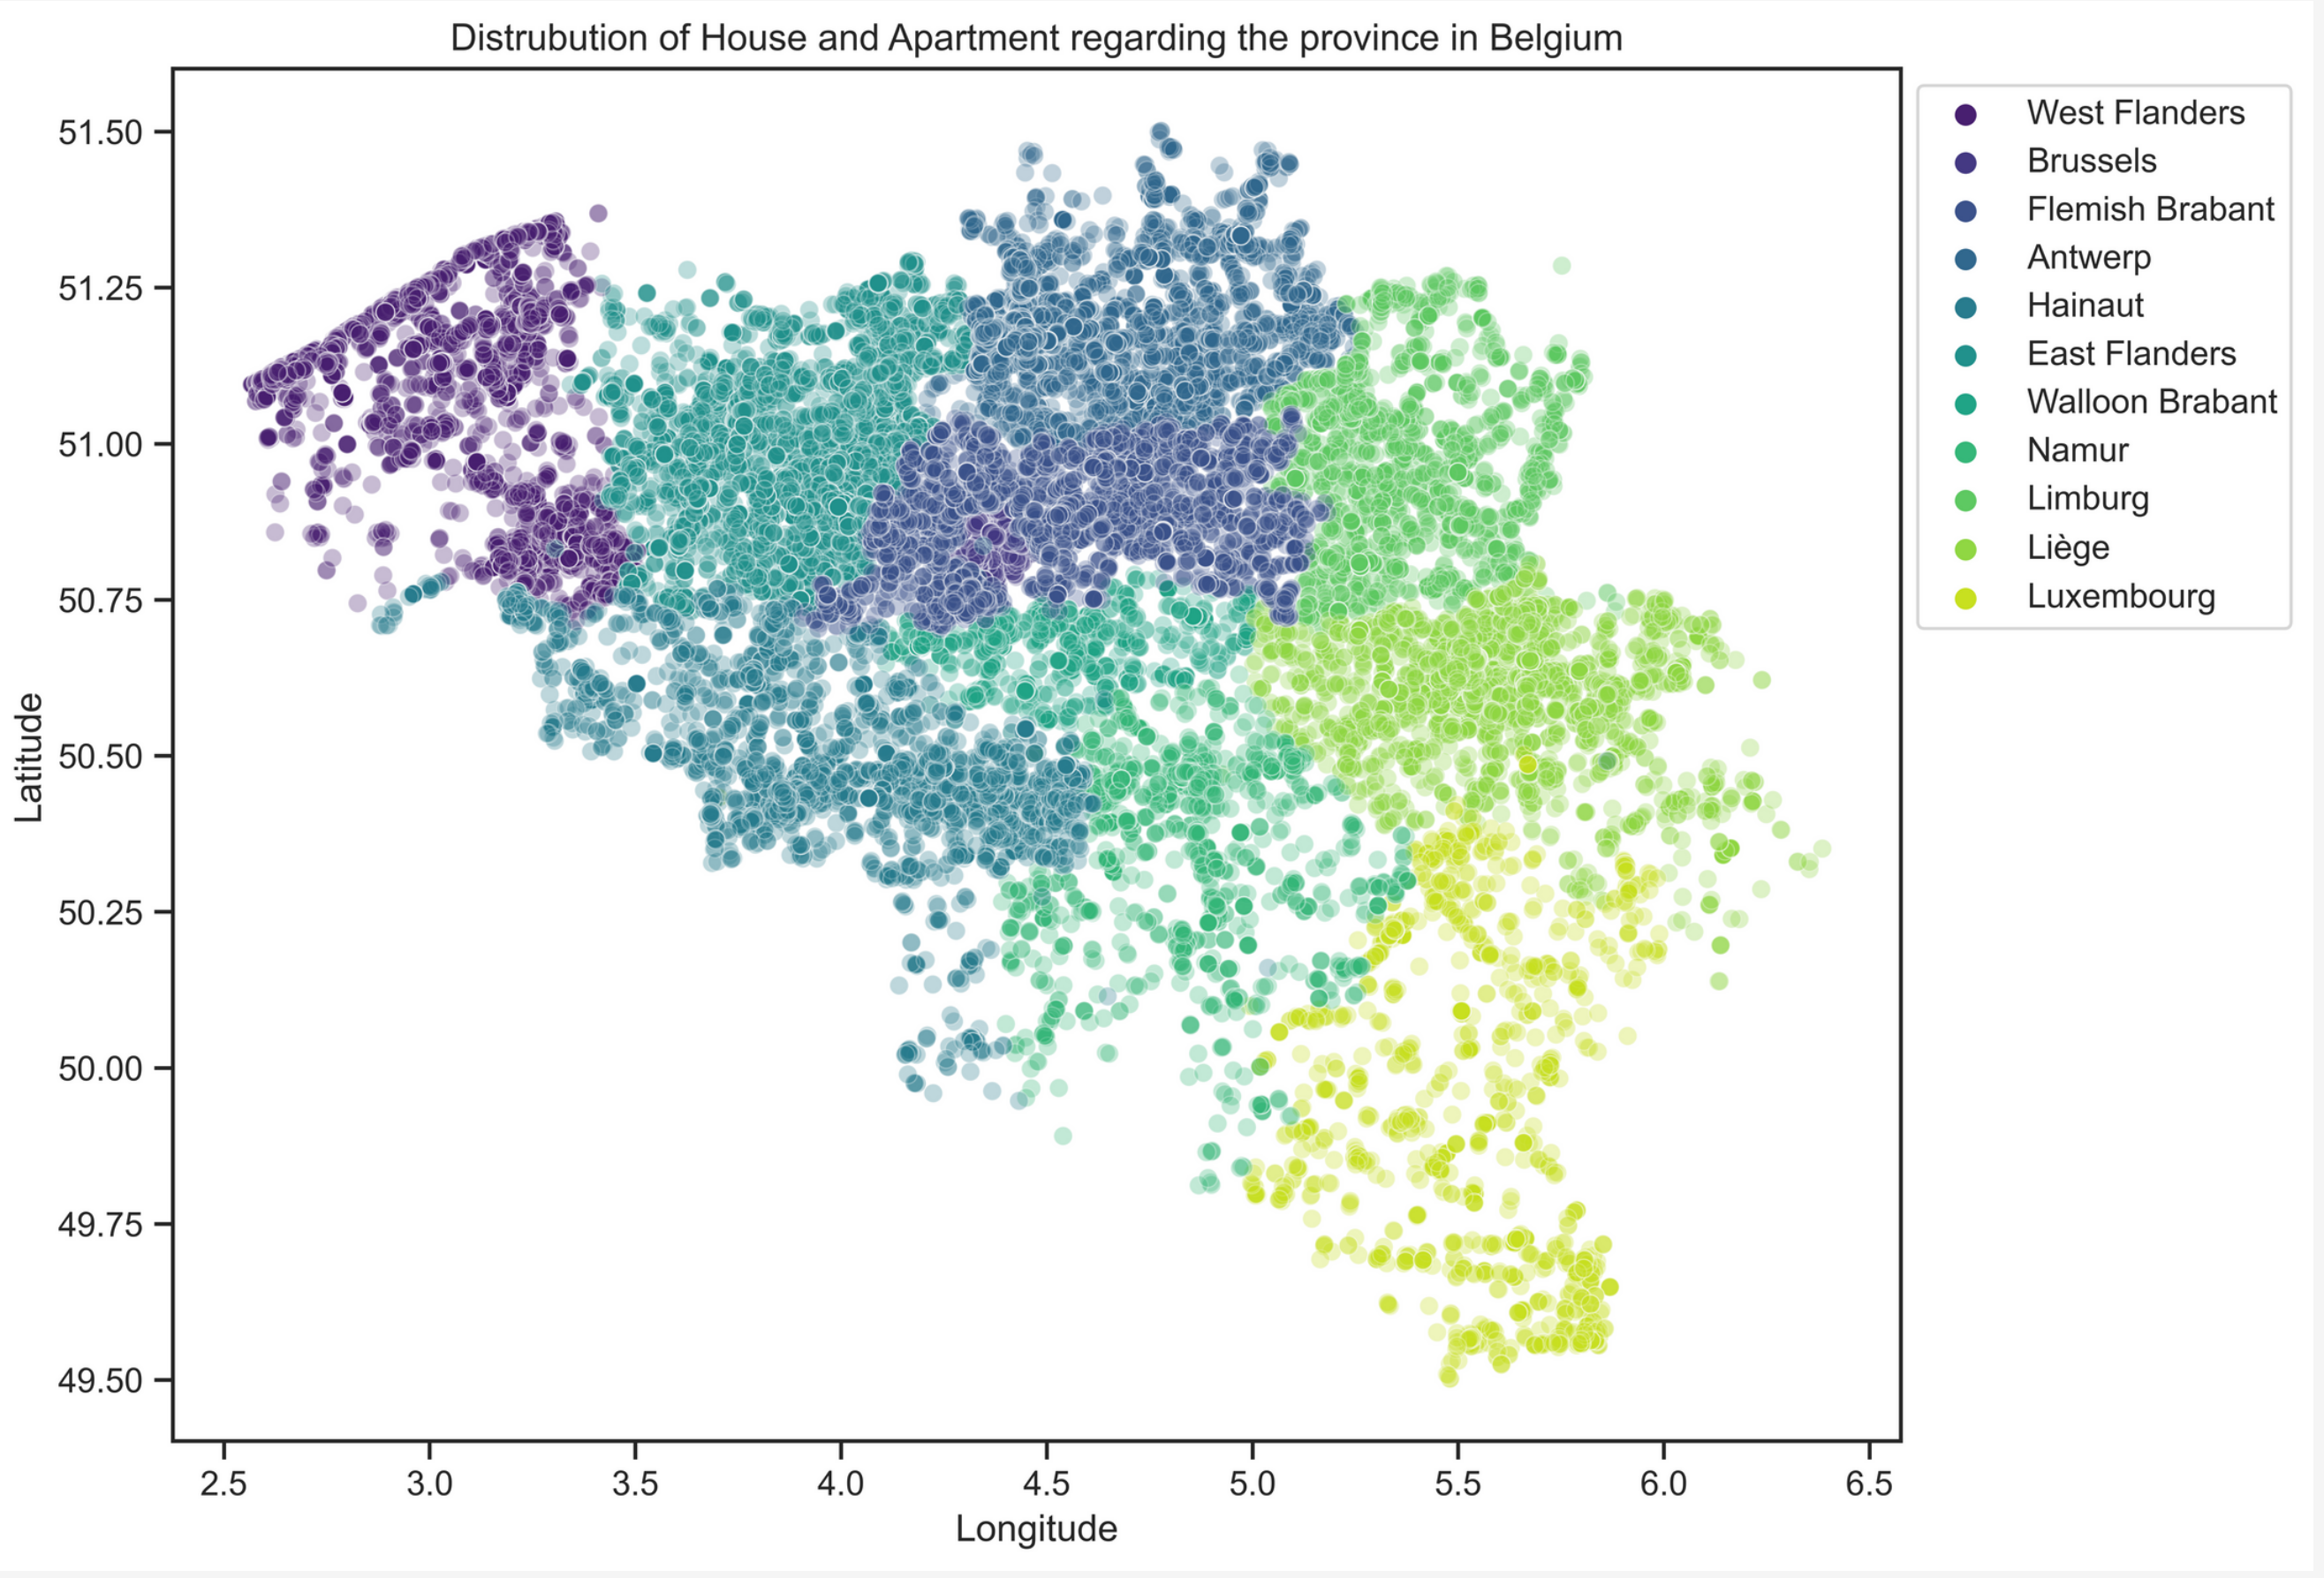 Distrubution of House and Apartment regarding the province in Belgium
West Flanders
Brussels
Flemish Brabant
Antwerp
Hainaut
East Flanders
Walloon Brabant
Namur
Limburg
Liège
Luxembourg
Latitude
51.50
51.25
51.00
50.75
50.50
50.25
50.00
49.75
49.50
2.5 3.0 3.5 4.0 4.5 5.0 5.5 6.0 6.5
Longitude